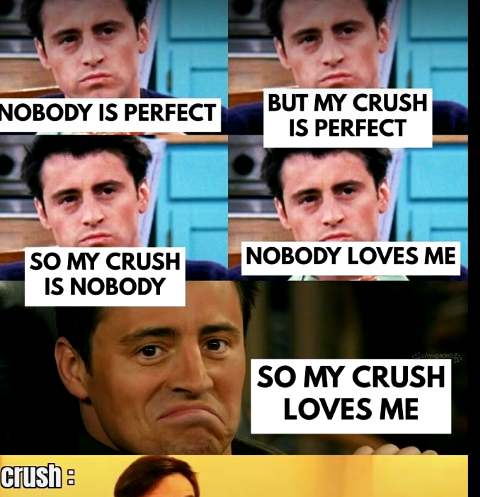 NOBODY IS PERFECT
BUT MY CRUSH
IS PERFECT
SO MY CRUSH
IS NOBODY
NOBODY LOVES ME
SO MY CRUSH
LOVES ME
crush :